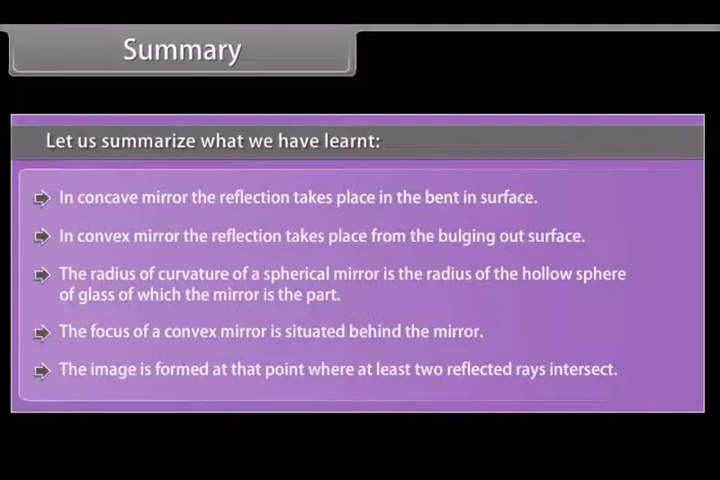 Summary
Let us summarize what we have learnt:
In concave mirror the reflection takes place in the bent in surface.
In convex mirror the reflection takes place from the bulging out surface.
The radius of curvature of a spherical mirror is the radius of the hollow sphere
of glass of which the mirror is the part.
The focus of a convex mirror is situated behind the mirror.
The image is formed at that point where at least two reflected rays intersect.